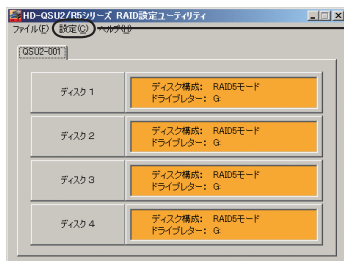 HD-QSU2/R5シリーズ RAID設定ユーティリティ
ファイル(F) 設定(C) ヘルプ(H)
QSU2-001
ディスク 1
ディスク構成: RAID5モード
ドライブレター: G:
ディスク 2
ディスク構成: RAID5モード
ドライブレター: G:
ディスク 3
ディスク構成: RAID5モード
ドライブレター: G:
ディスク 4
ディスク構成: RAID5モード
ドライブレター: G: